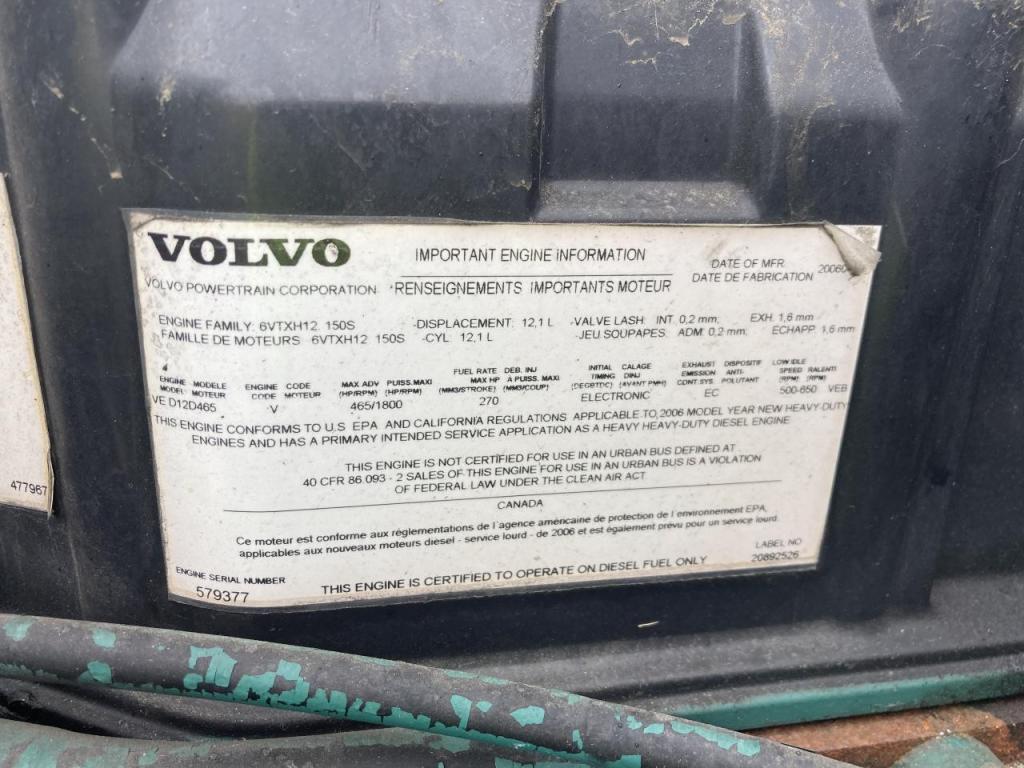 VOLVO
IMPORTANT ENGINE INFORMATION
DATE OF MFR.
VOLVO POWERTRAIN CORPORATION
RENSEIGNEMENTS IMPORTANTS MOTEUR
DATE DE FABRICATION
20060
ENGINE FAMILY: 6VTXH12. 150S
-DISPLACEMENT: 12,1 L
-VALVE LASH: INT. 0,2 mm; EXH. 1,6 mm
FAMILLE DE MOTEURS 6VTXH12 150S
-CYL: 12,1 L
-JEU SOUPAPES: ADM. 0,2 mm; ECHAPP. 1,6 mm
ENGINE MODELE
MODEL MOTEUR
VE D12D465
ENGINE CODE
CODE MOTEUR
V
MAX ADV PUISS.MAXI
(HP/RPM) (HP/RPM)
465/1800
FUEL RATE DEB. INJ
MAX HP A PUISS. MAXI
(MM3/STROKE) (MM3/COUP)
270
INITIAL CALAGE
TIMING DINJ
(DEGBTDC) (AVANT PMH)
ELECTRONIC
EXHAUST DISPOSITIF
EMISSION ANTI-
CONT.SYS. POLUTANT
EC
LOW IDLE
SPEED RALENTI
(RPM) (RPM)
500-650 VEB
THIS ENGINE CONFORMS TO U.S EPA AND CALIFORNIA REGULATIONS APPLICABLE TO 2006 MODEL YEAR NEW HEAVY-DUTY
ENGINES AND HAS A PRIMARY INTENDED SERVICE APPLICATION AS A HEAVY HEAVY-DUTY DIESEL ENGINE
THIS ENGINE IS NOT CERTIFIED FOR USE IN AN URBAN BUS DEFINED AT
40 CFR 86.093 - 2 SALES OF THIS ENGINE FOR USE IN AN URBAN BUS IS A VIOLATION
OF FEDERAL LAW UNDER THE CLEAN AIR ACT
CANADA
Ce moteur est conforme aux réglementations de l'agence américaine de protection de l'environnement EPA,
applicables aux nouveaux moteurs diesel - service lourd - de 2006 et est également prévu pour un service lourd.
ENGINE SERIAL NUMBER
579377
THIS ENGINE IS CERTIFIED TO OPERATE ON DIESEL FUEL ONLY
LABEL NO
20892526
477967